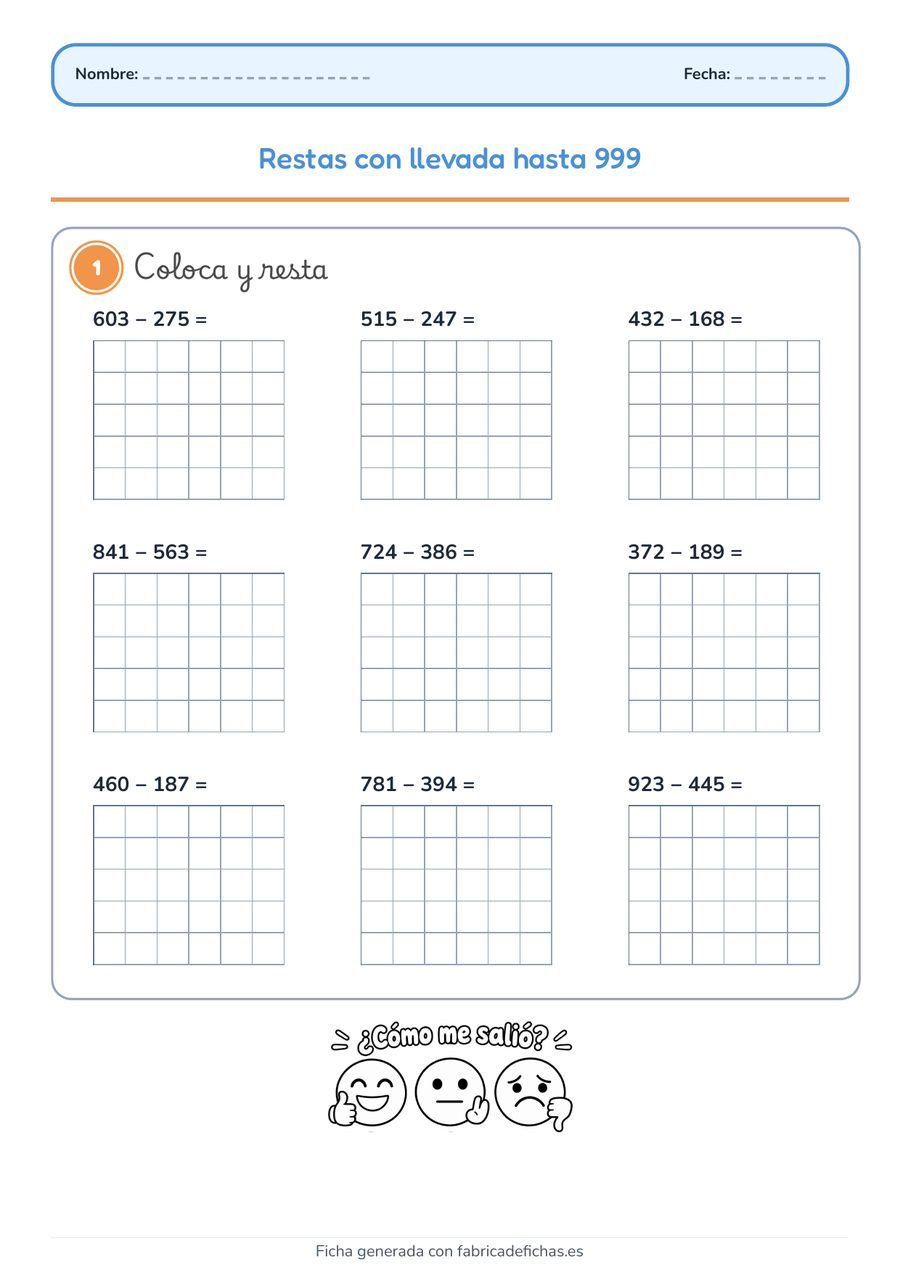 Nombre: Fecha:
Restas con llevada hasta 999
1 Coloca y resta
603 – 275 = 515 – 247 = 432 – 168 =
841 – 563 = 724 – 386 = 372 – 189 =
460 – 187 = 781 – 394 = 923 – 445 =
¿Cómo me salió?
Ficha generada con fabricadefichas.es